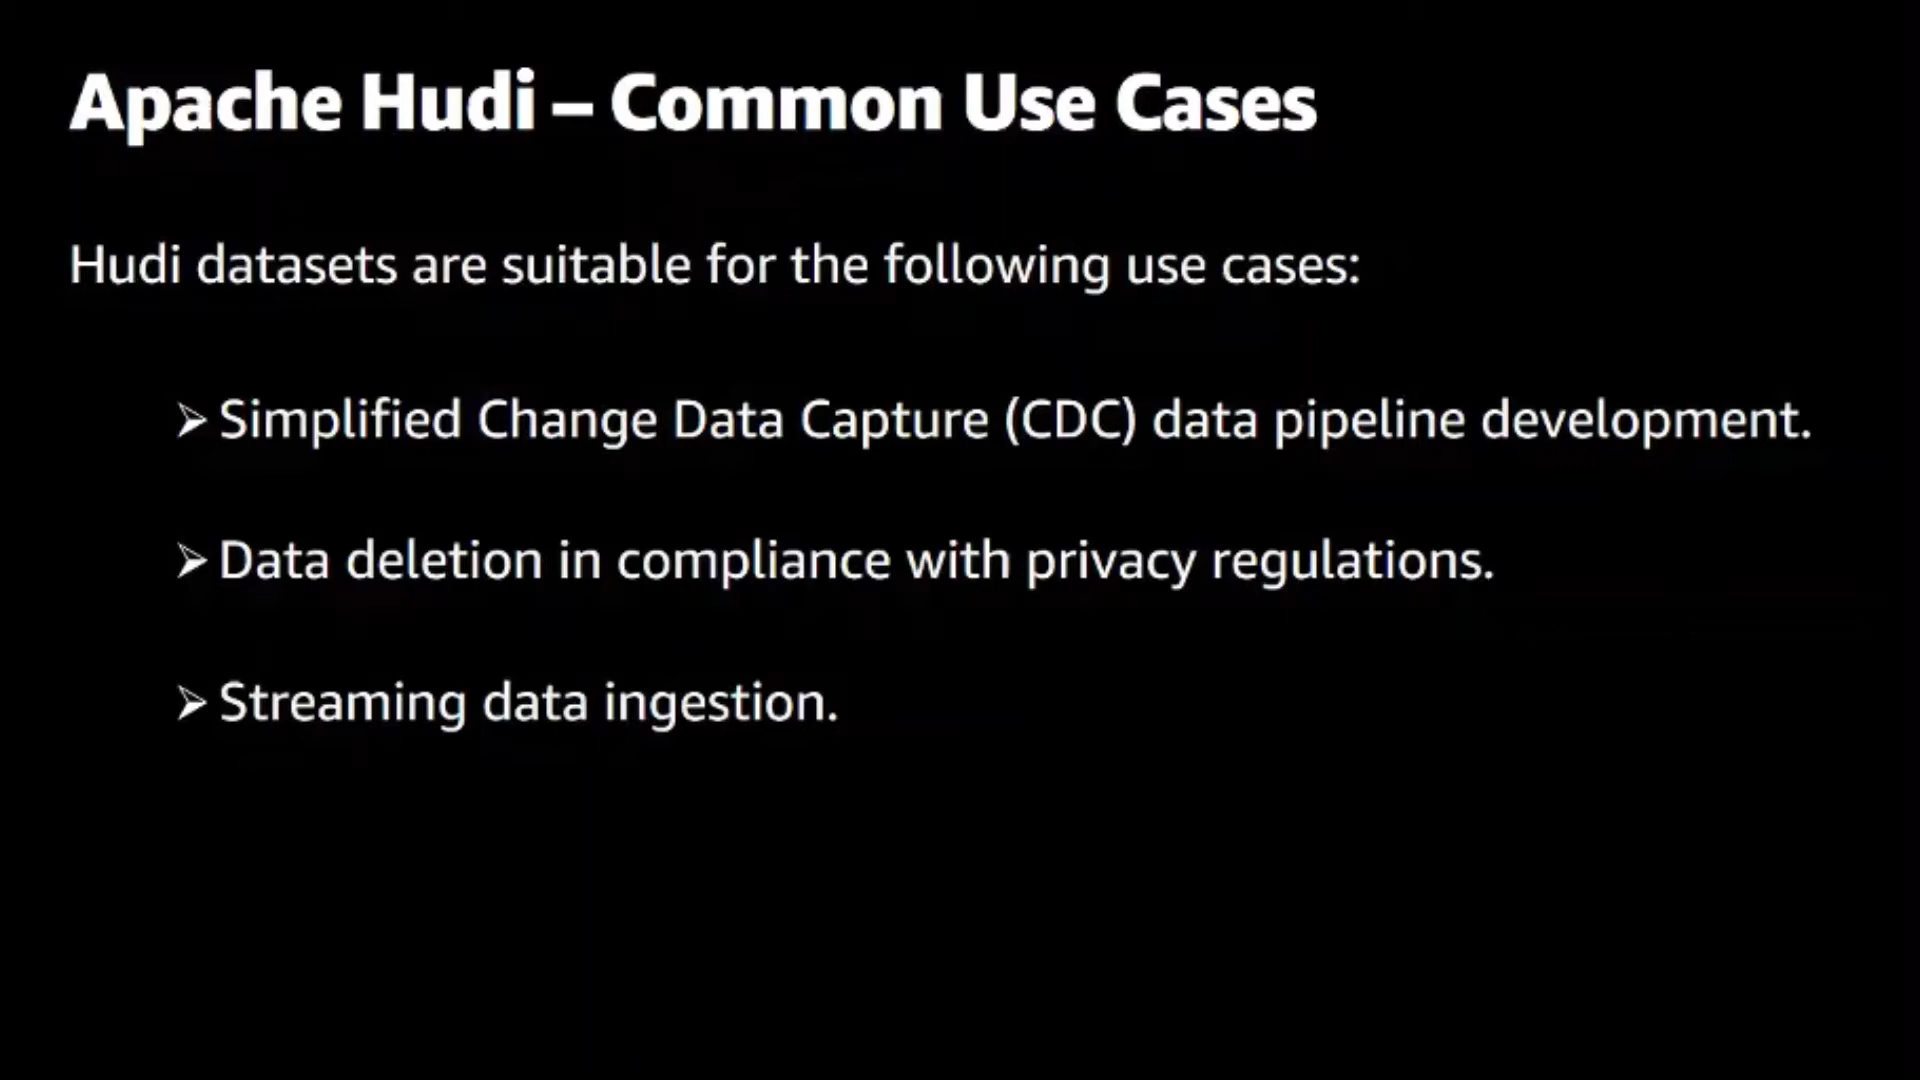 Apache Hudi – Common Use Cases
Hudi datasets are suitable for the following use cases:
➢ Simplified Change Data Capture (CDC) data pipeline development.
➢ Data deletion in compliance with privacy regulations.
➢ Streaming data ingestion.